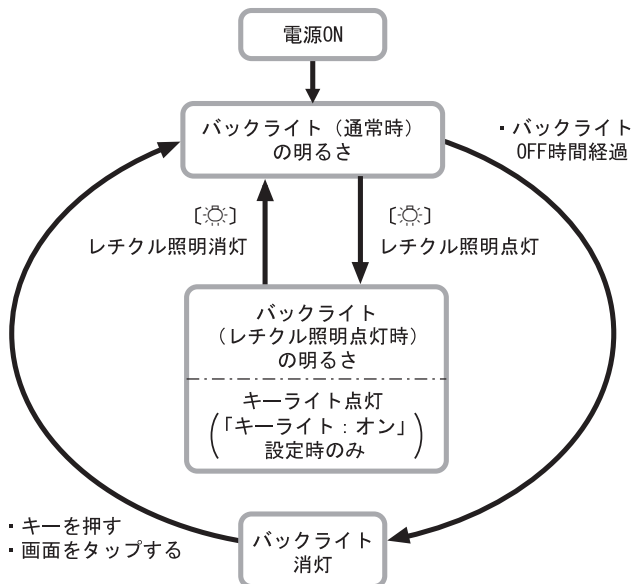 電源ON
バックライト（通常時）
の明るさ
・バックライト
OFF時間経過
〔〕
レチクル照明消灯
〔〕
レチクル照明点灯
バックライト
（レチクル照明点灯時）
の明るさ
キーライト点灯
（「キーライト：オン」
設定時のみ）
・キーを押す
・画面をタップする
バックライト
消灯